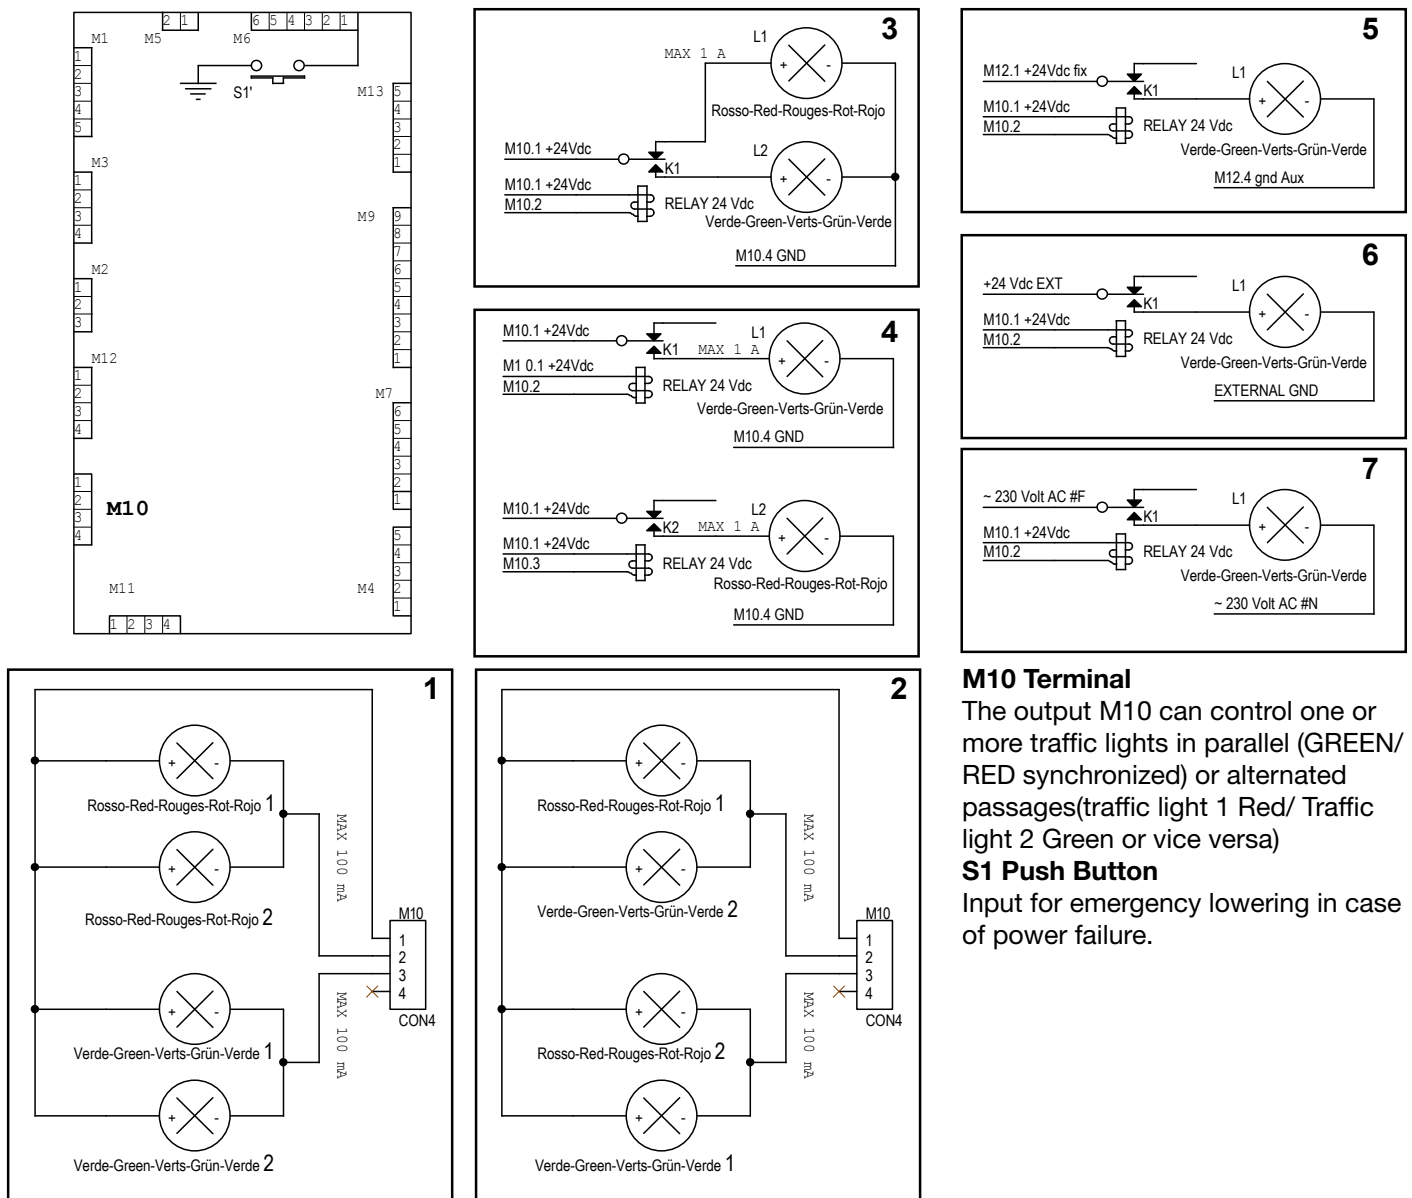 2 1
6 5 4 3 2 1
M1
M5
M6
1
2
3
4
5
S1'
M13
5
4
3
2
1
M3
1
2
3
4
M9
9
8
7
6
5
4
3
2
1
M2
1
2
3
M12
1
2
3
4
M7
6
5
4
3
2
1
1
2
3
4
M10
5
4
3
2
1
M4
M11
1 2 3 4
3
L1
MAX 1 A
+ -
Rosso-Red-Rouges-Rot-Rojo
M10.1 +24Vdc
L2
K1
+ -
M10.1 +24Vdc
M10.2
RELAY 24 Vdc
Verde-Green-Verts-Grün-Verde
M10.4 GND
4
M10.1 +24Vdc
L1
K1 MAX 1 A
+ -
M1 0.1 +24Vdc
M10.2
RELAY 24 Vdc
Verde-Green-Verts-Grün-Verde
M10.4 GND
M10.1 +24Vdc
L2
K2 MAX 1 A
+ -
M10.1 +24Vdc
M10.3
RELAY 24 Vdc
Rosso-Red-Rouges-Rot-Rojo
M10.4 GND
5
M12.1 +24Vdc fix
L1
K1
+ -
M10.1 +24Vdc
M10.2
RELAY 24 Vdc
Verde-Green-Verts-Grün-Verde
M12.4 gnd Aux
6
+24 Vdc EXT
L1
K1
+ -
M10.1 +24Vdc
M10.2
RELAY 24 Vdc
Verde-Green-Verts-Grün-Verde
EXTERNAL GND
7
~ 230 Volt AC #F
L1
K1
+ -
M10.1 +24Vdc
M10.2
RELAY 24 Vdc
Verde-Green-Verts-Grün-Verde
~ 230 Volt AC #N
1
+ -
Rosso-Red-Rouges-Rot-Rojo 1
MAX 100 mA
+ -
Rosso-Red-Rouges-Rot-Rojo 2
M10
1
2
3
4
CON4
+ -
Verde-Green-Verts-Grün-Verde 1
MAX 100 mA
+ -
Verde-Green-Verts-Grün-Verde 2
2
+ -
Rosso-Red-Rouges-Rot-Rojo 1
MAX 100 mA
+ -
Verde-Green-Verts-Grün-Verde 2
M10
1
2
3
4
CON4
+ -
Rosso-Red-Rouges-Rot-Rojo 2
MAX 100 mA
+ -
Verde-Green-Verts-Grün-Verde 1
M10 Terminal
The output M10 can control one or
more traffic lights in parallel (GREEN/
RED synchronized) or alternated
passages(traffic light 1 Red/ Traffic
light 2 Green or vice versa)
S1 Push Button
Input for emergency lowering in case
of power failure.